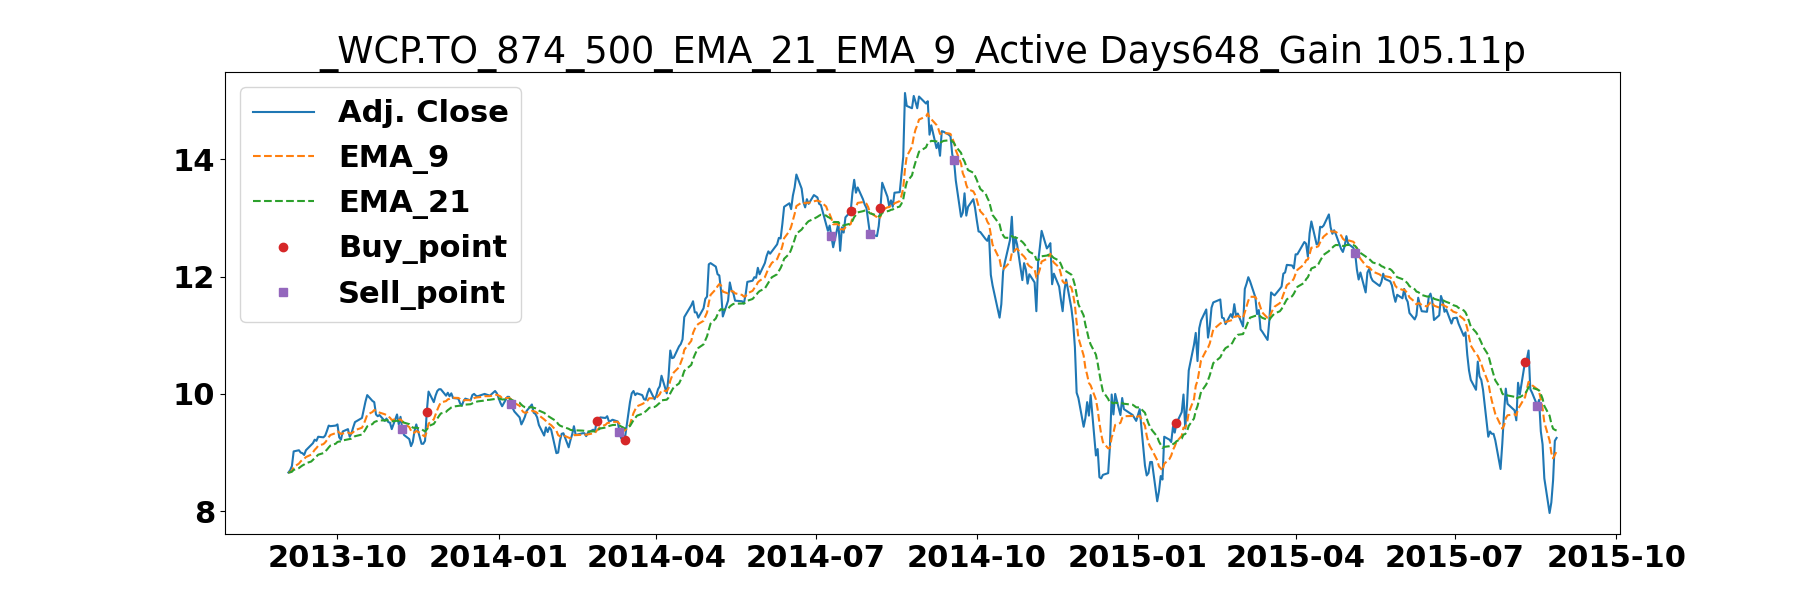 _WCP.TO_874_500_EMA_21_EMA_9_Active Days648_Gain 105.11p
Adj. Close
EMA_9
EMA_21
Buy_point
Sell_point
14
12
10
8
2013-10 2014-01 2014-04 2014-07 2014-10 2015-01 2015-04 2015-07 2015-10